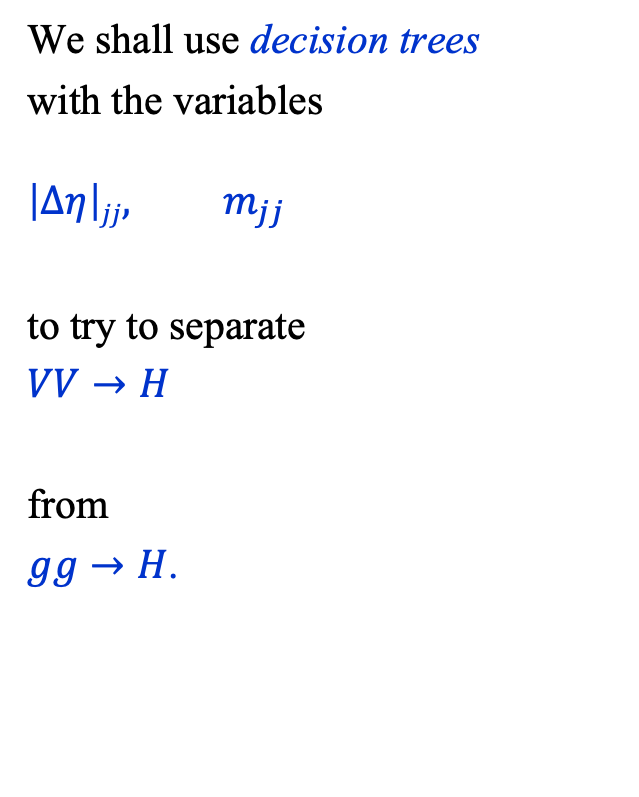 We shall use decision trees
with the variables
|Δη|jj, mjj
to try to separate
VV → H
from
gg → H.